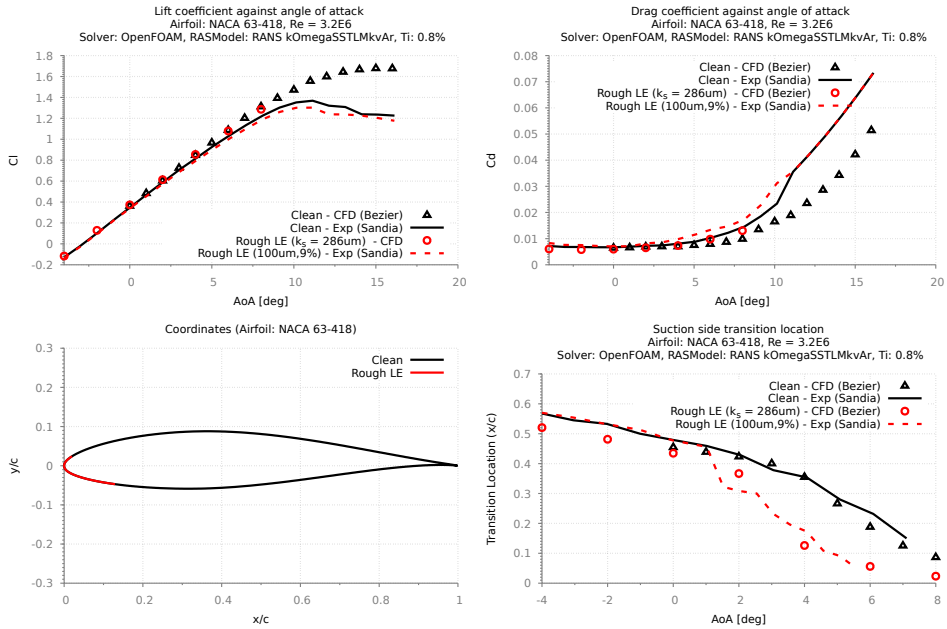 Lift coefficient against angle of attack
Airfoil: NACA 63-418, Re = 3.2E6
Solver: OpenFOAM, RASModel: RANS kOmegaSSTLMkvAr, Ti: 0.8%
1.8
1.6
1.4
1.2
1
0.8
0.6
0.4
0.2
0
-0.2
Cl
Clean - CFD (Bezier)
Clean - Exp (Sandia)
Rough LE (ks = 286um) - CFD
Rough LE (100um,9%) - Exp (Sandia)
0
5
10
15
20
AoA [deg]
Drag coefficient against angle of attack
Airfoil: NACA 63-418, Re = 3.2E6
Solver: OpenFOAM, RASModel: RANS kOmegaSSTLMkvAr, Ti: 0.8%
0.08
0.07
0.06
0.05
0.04
0.03
0.02
0.01
0
Cd
Clean - CFD (Bezier)
Clean - Exp (Sandia)
Rough LE (ks = 286um) - CFD (Bezier)
Rough LE (100um,9%) - Exp (Sandia)
0
5
10
15
20
AoA [deg]
Coordinates (Airfoil: NACA 63-418)
0.3
0.2
0.1
0
-0.1
-0.2
-0.3
y/c
Clean
Rough LE
0
0.2
0.4
0.6
0.8
1
x/c
Suction side transition location
Airfoil: NACA 63-418, Re = 3.2E6
Solver: OpenFOAM, RASModel: RANS kOmegaSSTLMkvAr, Ti: 0.8%
0.7
0.6
0.5
0.4
0.3
0.2
0.1
0
Transition Location (x/c)
Clean - CFD (Bezier)
Clean - Exp (Sandia)
Rough LE (ks = 286um) - CFD (Bezier)
Rough LE (100um,9%) - Exp (Sandia)
-4
-2
0
2
4
6
8
AoA [deg]